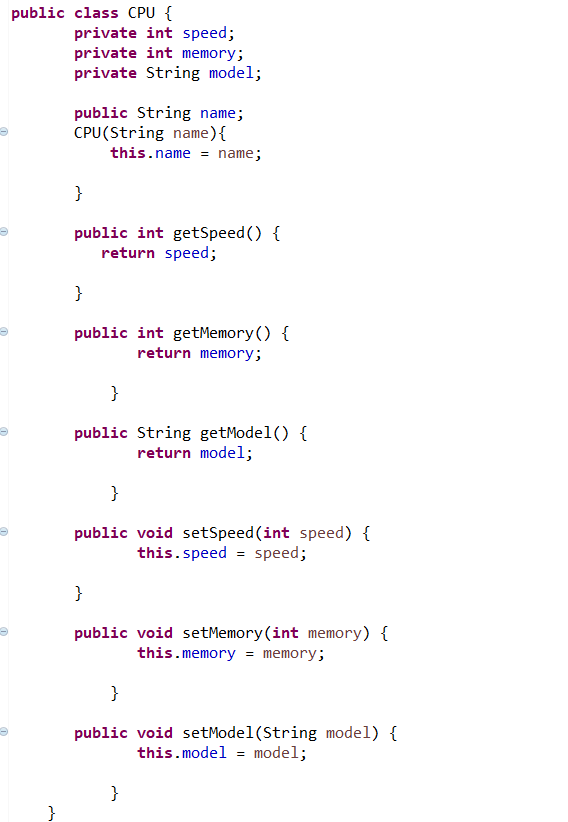 public class CPU {
private int speed;
private int memory;
private String model;
public String name;
CPU(String name){
this.name = name;
}
public int getSpeed() {
return speed;
}
public int getMemory() {
return memory;
}
public String getModel() {
return model;
}
public void setSpeed(int speed) {
this.speed = speed;
}
public void setMemory(int memory) {
this.memory = memory;
}
public void setModel(String model) {
this.model = model;
}
}